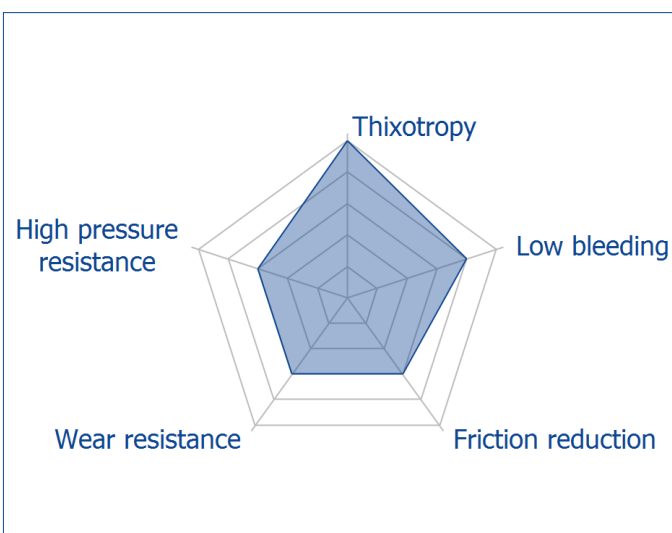 Thixotropy
High pressure
resistance
Low bleeding
Wear resistance
Friction reduction